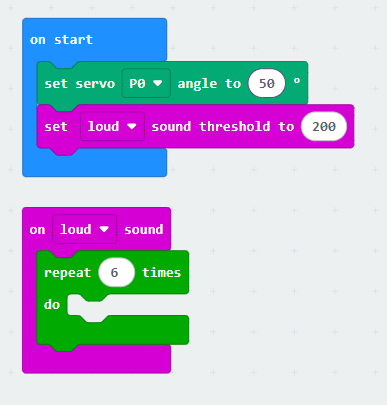 on start
set servo P0 angle to 50 °
set loud sound threshold to 200
on loud sound
repeat 6 times
do